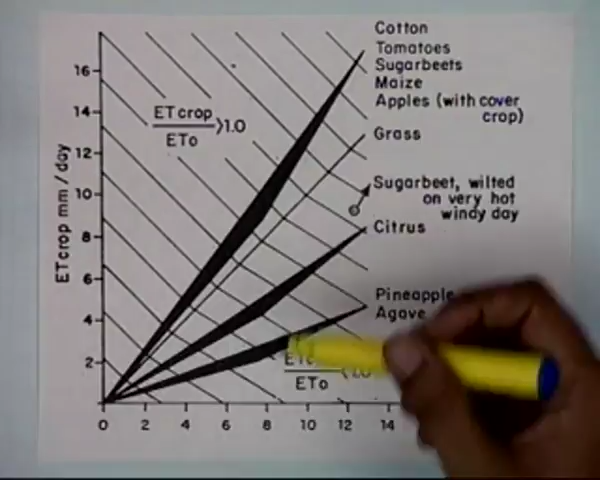 Cotton
Tomatoes
Sugarbeets
Maize
Apples (with cover
crop)
Grass
Sugarbeet, wilted
on very hot
windy day
Citrus
Pineapple
Agave
ETcrop
ETo >1.0
ETo
ETcrop mm/day
16
14
12
10
8
6
4
2
0 2 4 6 8 10 12 14